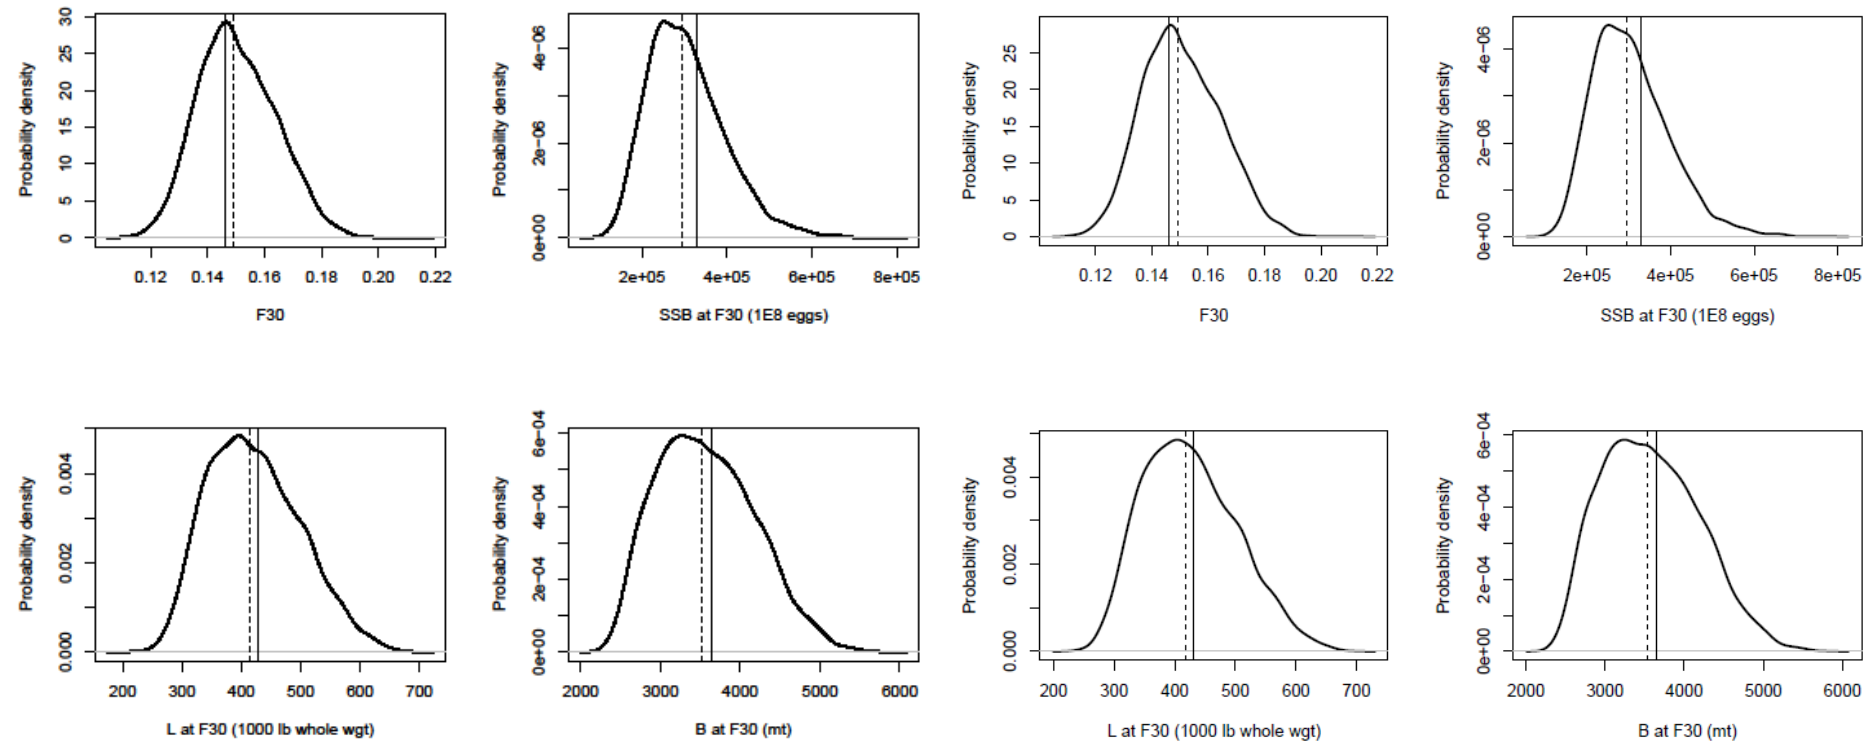 Probability density
0 5 10 15 20 25 30
0.12 0.14 0.16 0.18 0.20 0.22
F30
Probability density
0e+00 2e-06 4e-06
2e+05 4e+05 6e+05 8e+05
SSB at F30 (1E8 eggs)
Probability density
0 5 10 15 20 25
0.12 0.14 0.16 0.18 0.20 0.22
F30
Probability density
0e+00 2e-06 4e-06
2e+05 4e+05 6e+05 8e+05
SSB at F30 (1E8 eggs)
Probability density
0.000 0.002 0.004
200 300 400 500 600 700
L at F30 (1000 lb whole wgt)
Probability density
0e+00 2e-04 4e-04 6e-04
2000 3000 4000 5000 6000
B at F30 (mt)
Probability density
0.000 0.002 0.004
200 300 400 500 600 700
L at F30 (1000 lb whole wgt)
Probability density
0e+00 2e-04 4e-04 6e-04
2000 3000 4000 5000 6000
B at F30 (mt)